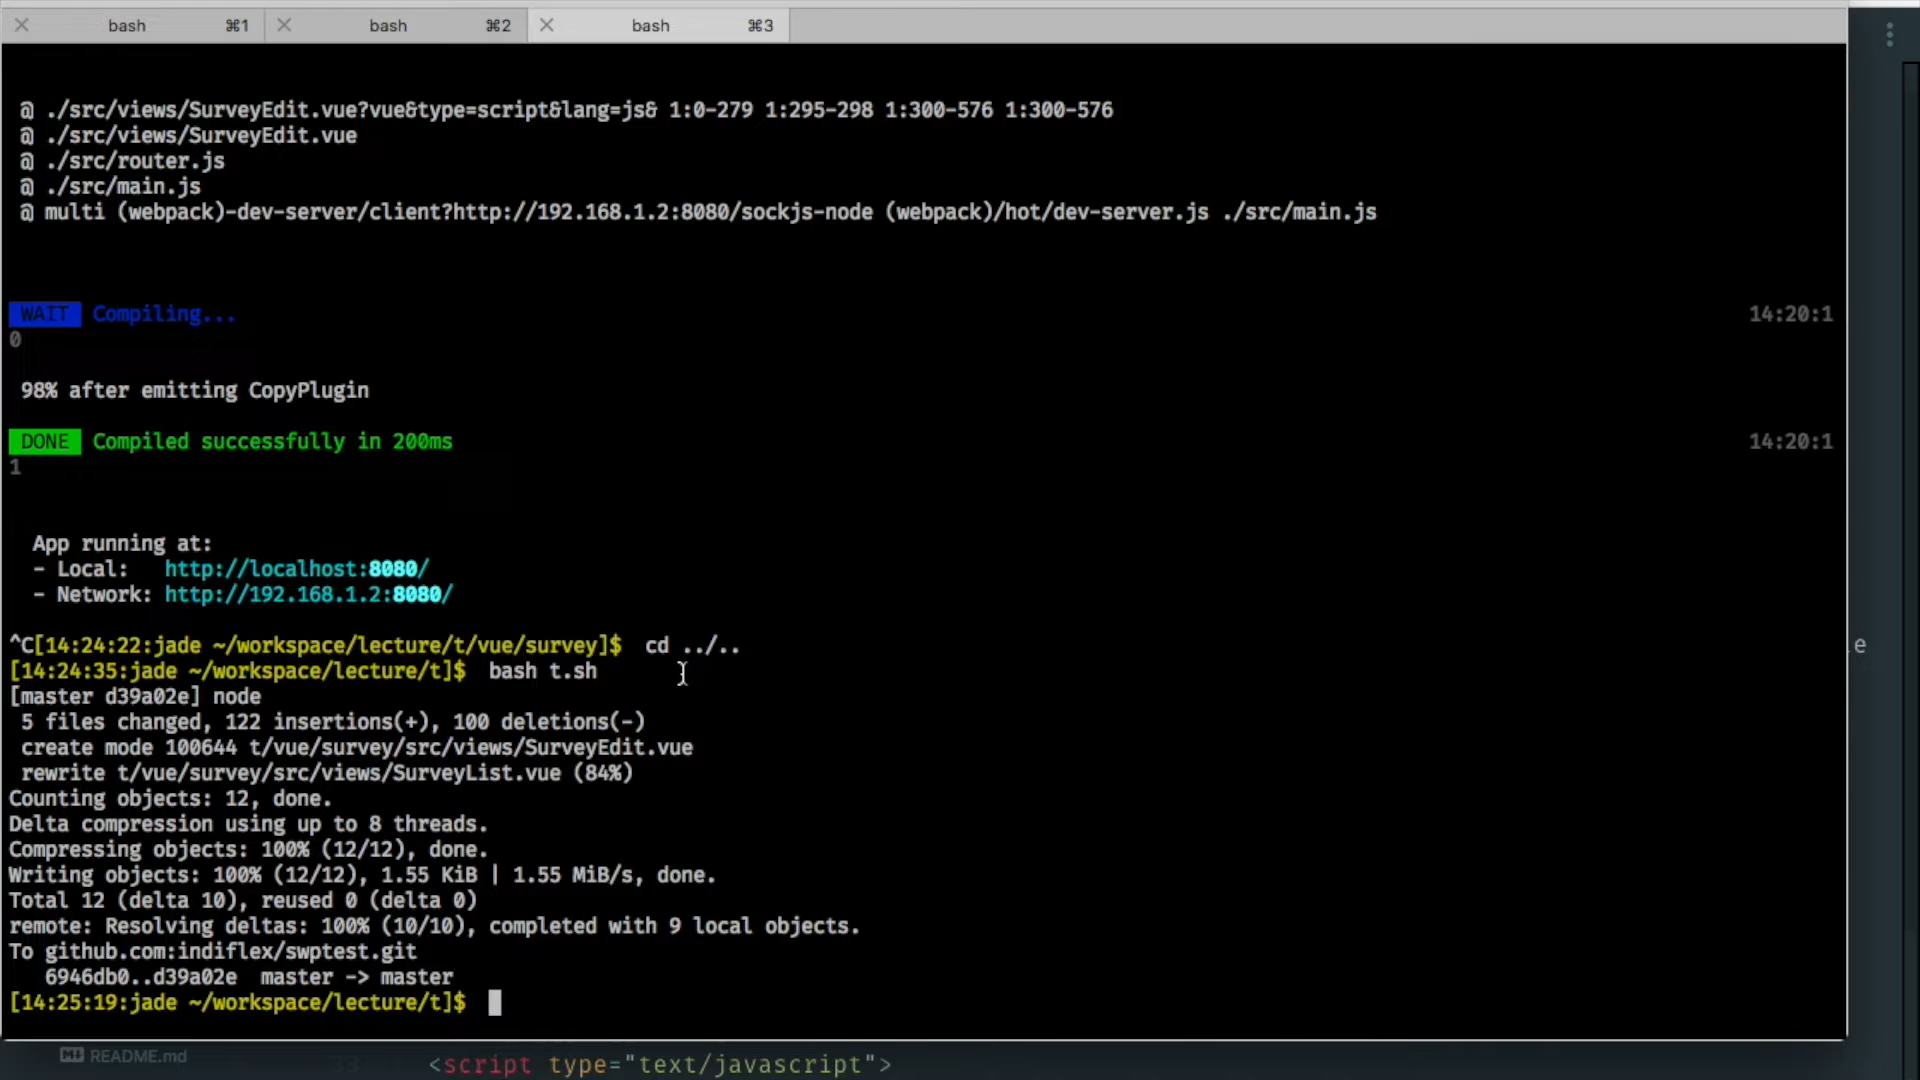 bash ⌘1 bash ⌘2 bash ⌘3
@ ./src/views/SurveyEdit.vue?vue&type=script&lang=js& 1:0-279 1:295-298 1:300-576 1:300-576
@ ./src/views/SurveyEdit.vue
@ ./src/router.js
@ ./src/main.js
@ multi (webpack)-dev-server/client?http://192.168.1.2:8080/sockjs-node (webpack)/hot/dev-server.js ./src/main.js
WAIT Compiling... 14:20:1
0
98% after emitting CopyPlugin
DONE Compiled successfully in 200ms 14:20:1
1
App running at:
- Local: http://localhost:8080/
- Network: http://192.168.1.2:8080/
^C[14:24:22:jade ~/workspace/lecture/t/vue/survey]$ cd ../..
[14:24:35:jade ~/workspace/lecture/t]$ bash t.sh
[master d39a02e] node
5 files changed, 122 insertions(+), 100 deletions(-)
create mode 100644 t/vue/survey/src/views/SurveyEdit.vue
rewrite t/vue/survey/src/views/SurveyList.vue (84%)
Counting objects: 12, done.
Delta compression using up to 8 threads.
Compressing objects: 100% (12/12), done.
Writing objects: 100% (12/12), 1.55 KiB | 1.55 MiB/s, done.
Total 12 (delta 10), reused 0 (delta 0)
remote: Resolving deltas: 100% (10/10), completed with 9 local objects.
To github.com:indiflex/swptest.git
6946db0..d39a02e master -> master
[14:25:19:jade ~/workspace/lecture/t]$
README.md
<script type="text/javascript">